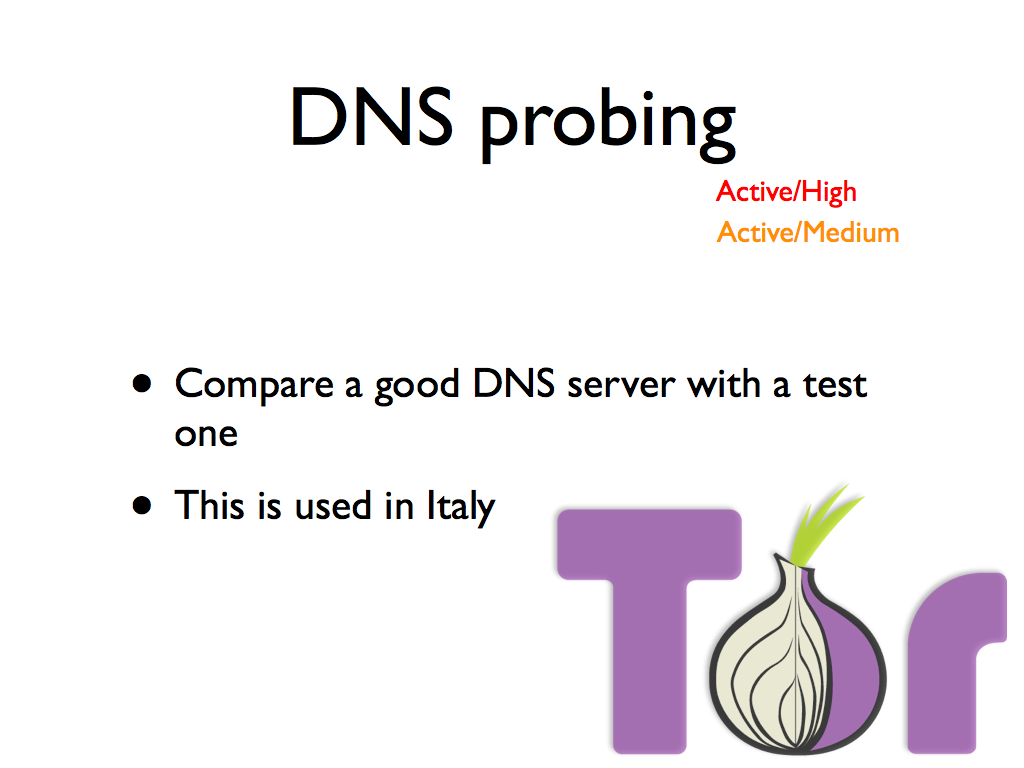 DNS probing
Active/High
Active/Medium
• Compare a good DNS server with a test
one
• This is used in Italy
Tor